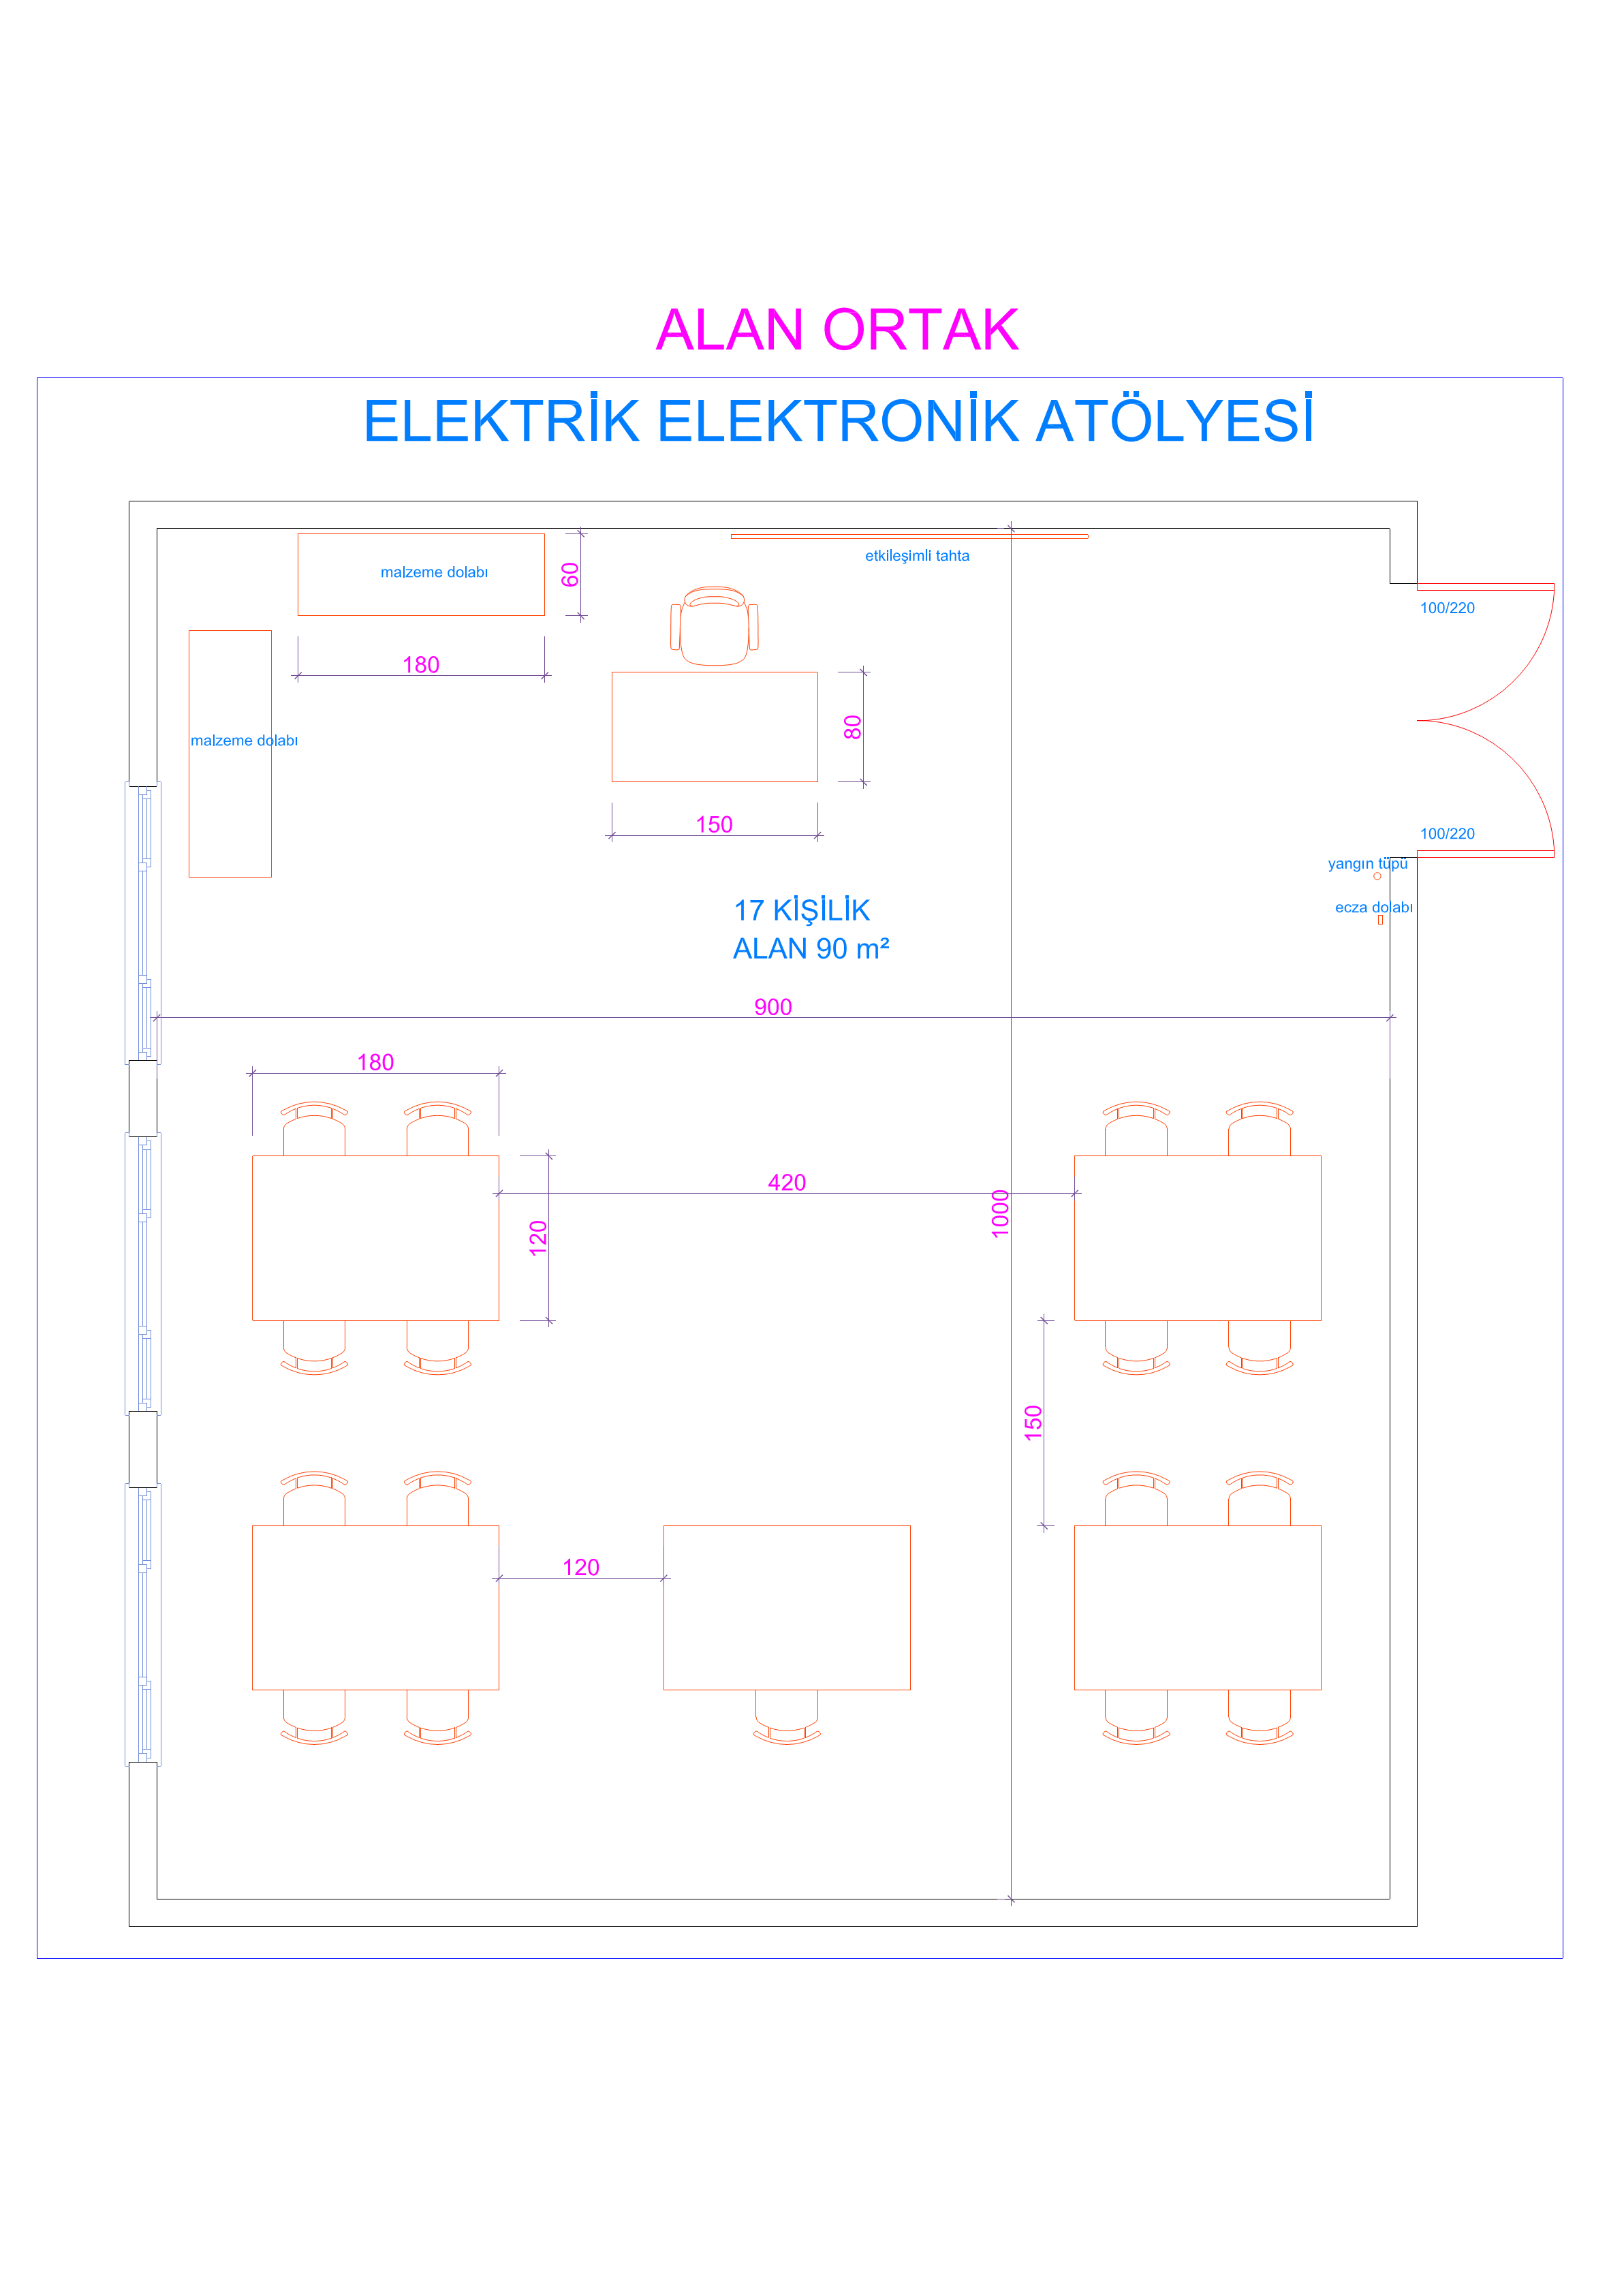 ALAN ORTAK
ELEKTRİK ELEKTRONİK ATÖLYESİ
malzeme dolabı
60
etkileşimli tahta
100/220
180
malzeme dolabı
80
150
100/220
yangın tüpü
ecza dolabı
17 KİŞİLİK
ALAN 90 m²
900
180
420
1000
120
150
120